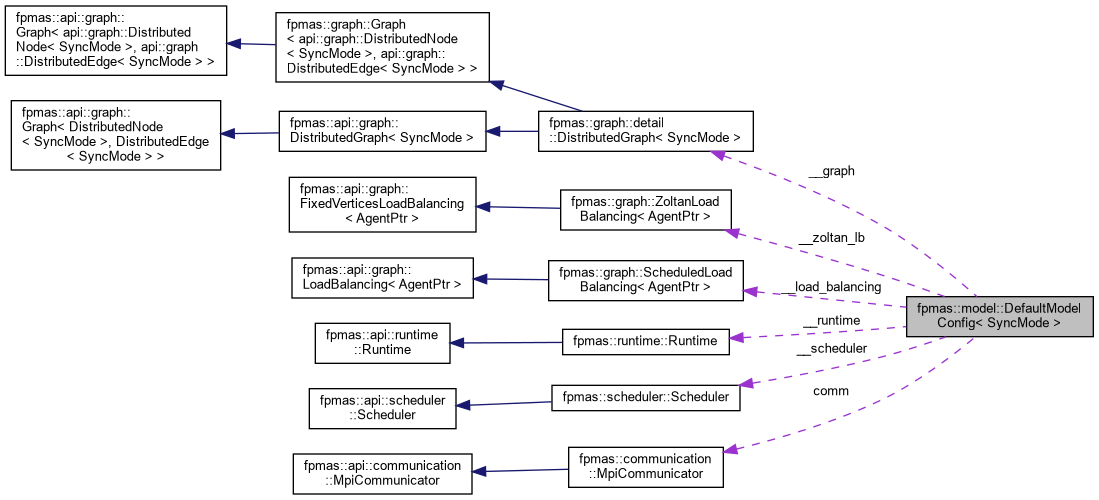 fpmas::api::graph::
Graph< api::graph::Distributed
Node< SyncMode >, api::graph
::DistributedEdge< SyncMode > >
fpmas::graph::Graph
< api::graph::DistributedNode
< SyncMode >, api::graph::
DistributedEdge< SyncMode > >
fpmas::api::graph::
Graph< DistributedNode
< SyncMode >, DistributedEdge
< SyncMode > >
fpmas::api::graph::
DistributedGraph< SyncMode >
fpmas::graph::detail
::DistributedGraph< SyncMode >
__graph
fpmas::api::graph::
FixedVerticesLoadBalancing
< AgentPtr >
fpmas::graph::ZoltanLoad
Balancing< AgentPtr >
__zoltan_lb
fpmas::api::graph::
LoadBalancing< AgentPtr >
fpmas::graph::ScheduledLoad
Balancing< AgentPtr >
__load_balancing
fpmas::model::DefaultModel
Config< SyncMode >
fpmas::api::runtime
::Runtime
fpmas::runtime::Runtime
__runtime
fpmas::api::scheduler
::Scheduler
fpmas::scheduler::Scheduler
__scheduler
comm
fpmas::api::communication
::MpiCommunicator
fpmas::communication
::MpiCommunicator